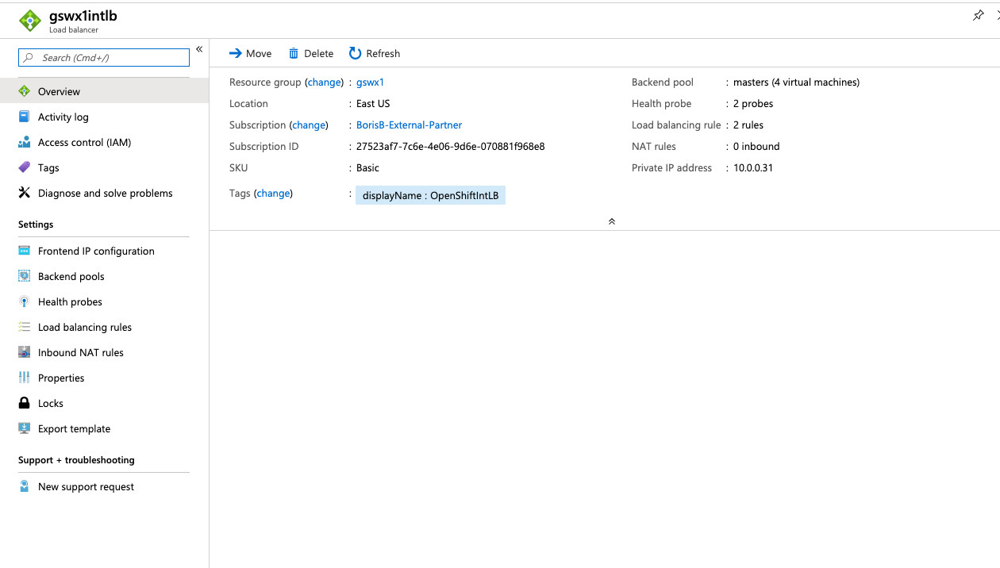 gswx1intlb
Load balancer
Search (Cmd+/)
«
Overview
Activity log
Access control (IAM)
Tags
Diagnose and solve problems
Settings
Frontend IP configuration
Backend pools
Health probes
Load balancing rules
Inbound NAT rules
Properties
Locks
Export template
Support + troubleshooting
New support request
Move Delete Refresh
Resource group (change) : gswx1
Location : East US
Subscription (change) : BorisB-External-Partner
Subscription ID : 27523af7-7c6e-4e06-9d6e-070881f968e8
SKU : Basic
Tags (change) : displayName : OpenShiftIntLB
Backend pool : masters (4 virtual machines)
Health probe : 2 probes
Load balancing rule : 2 rules
NAT rules : 0 inbound
Private IP address : 10.0.0.31